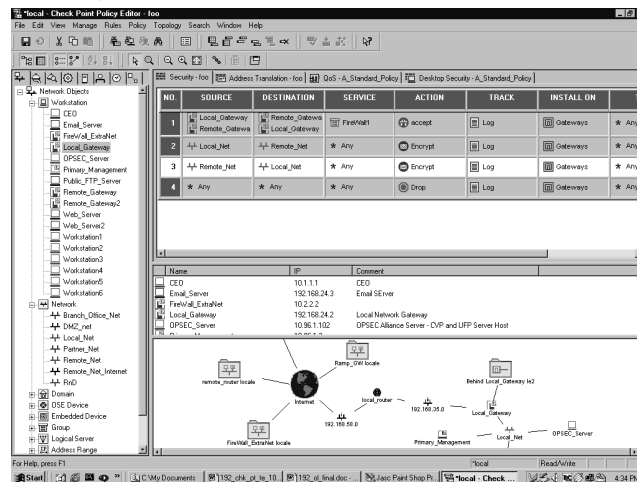 *local - Check Point Policy Editor - foo
File Edit View Manage Rules Policy Topology Search Window Help
Security - foo Address Translation - foo QoS - A_Standard_Policy Desktop Security - A_Standard_Policy
Network Objects
Workstation
CEO
Email_Server
FireWall_ExtraNet
Local_Gateway
OPSEC_Server
Primary_Management
Public_FTP_Server
Remote_Gateway
Remote_Gateway2
Web_Server
Web_Server2
Workstation1
Workstation2
Workstation3
Workstation4
Workstation5
Workstation6
Network
Branch_Office_Net
DMZ_net
Local_Net
Partner_Net
Remote_Net
Remote_Net_Internet
RnD
Domain
OSE Device
Embedded Device
Group
Logical Server
Address Range
NO. SOURCE DESTINATION SERVICE ACTION TRACK INSTALL ON
1 Local_Gateway Remote_Gatewa FireWall1 accept Log Gateways Any
Remote_Gatewa Local_Gateway
2 Local_Net Remote_Net Any Encrypt Log Gateways Any
3 Remote_Net Local_Net Any Encrypt Log Gateways Any
4 Any Any Any Drop Log Gateways Any
Name IP Comment
CEO 10.1.1.1 CEO
Email_Server 192.168.24.3 Email SErver
FireWall_ExtraNet 10.2.2.2
Local_Gateway 192.168.24.2 Local Network Gateway
OPSEC_Server 10.96.1.102 OPSEC Alliance Server - CVP and UFP Server Host
Ramp_GW locale
remote_router locale
Internet
local_router
Behind Local_Gateway le2
192.168.35.0
Local_Gateway
192.168.50.0
FireWall_ExtraNet locale
Primary_Management
Local_Net
OPSEC_Server
For Help, press F1
*local
Read/Write
Start
C:\My Documents
192_chk_pt_te_10...
192_ol_final.doc - ...
Jasc Paint Shop Pr...
*local - Check ...
4:34 PM